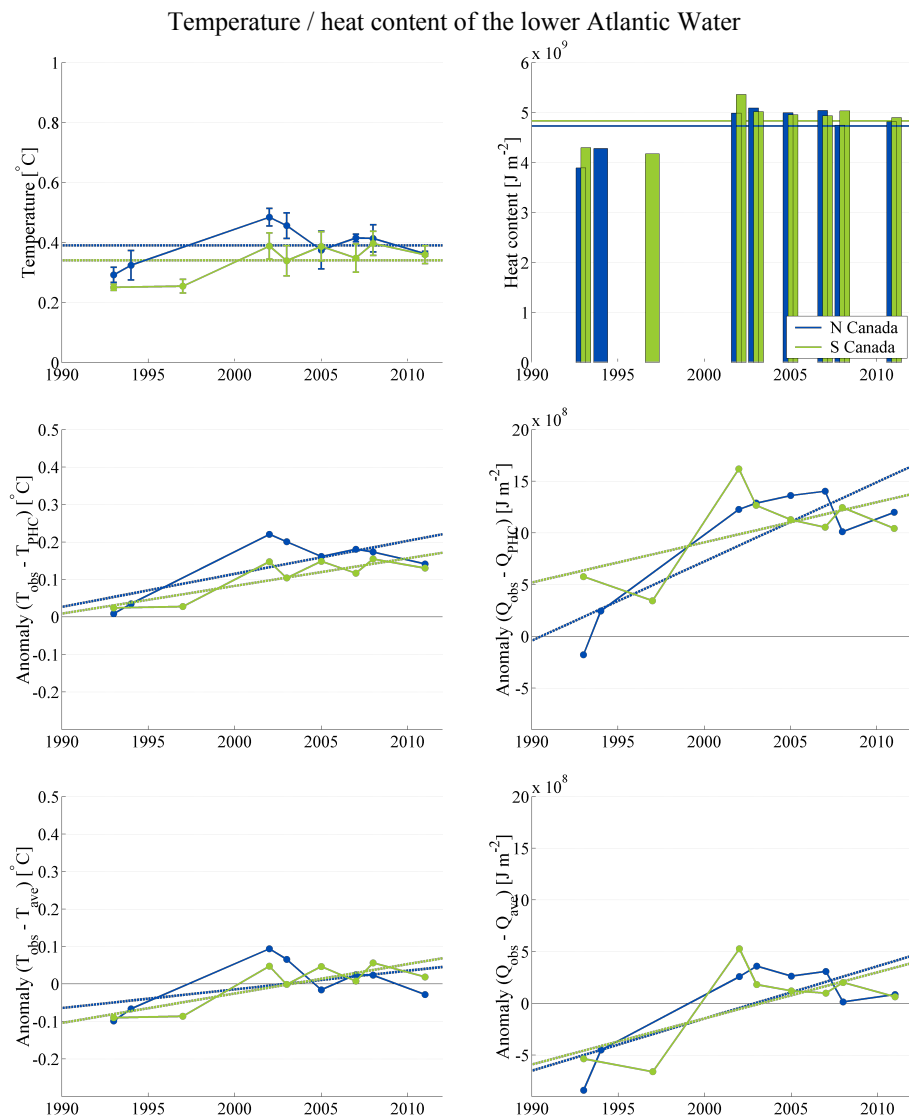 Temperature / heat content of the lower Atlantic Water
1
0.8
0.6
0.4
0.2
0
1990 1995 2000 2005 2010
Temperature [°C]
x 10^9
6
5
4
3
2
1
0
1990 1995 2000 2005 2010
Heat content [J m^-2]
N Canada
S Canada
0.5
0.4
0.3
0.2
0.1
0
-0.1
-0.2
1990 1995 2000 2005 2010
Anomaly (T_obs - T_PHC) [°C]
x 10^8
20
15
10
5
0
-5
1990 1995 2000 2005 2010
Anomaly (Q_obs - Q_PHC) [J m^-2]
0.5
0.4
0.3
0.2
0.1
0
-0.1
-0.2
1990 1995 2000 2005 2010
Anomaly (T_obs - T_ave) [°C]
x 10^8
20
15
10
5
0
-5
1990 1995 2000 2005 2010
Anomaly (Q_obs - Q_ave) [J m^-2]